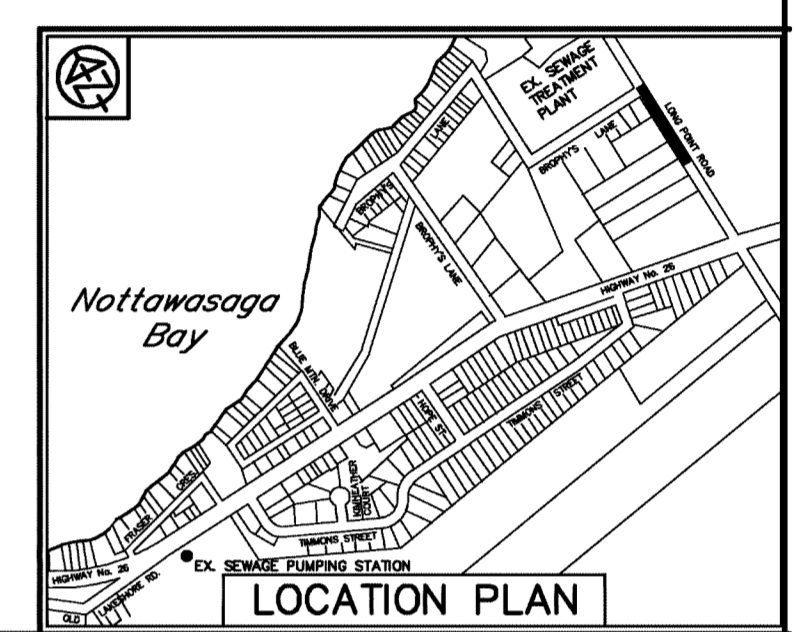 EX. SEWAGE
TREATMENT
PLANT
LONG POINT ROAD
LANE
BROPHY'S
BROPHY'S LANE
BROPHY'S LANE
HIGHWAY No. 26
Nottawasaga
Bay
BLUE MTN. DRIVE
HOPE ST.
TIMMONS STREET
KIMHEATHER
COURT
FRASER CRES.
TIMMONS STREET
EX. SEWAGE PUMPING STATION
HIGHWAY No. 26
OLD LAKESHORE RD.
LOCATION PLAN